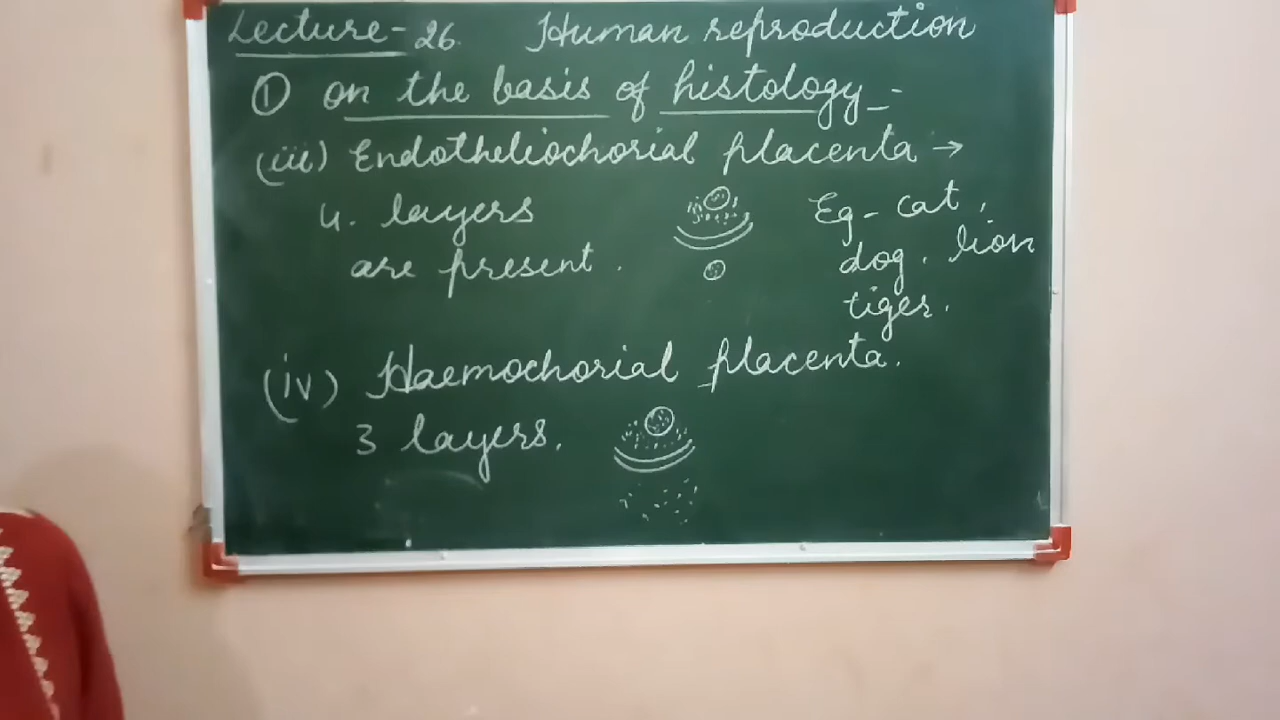 Lecture-26. Human reproduction
① on the basis of histology_-
(iii) Endotheliochorial placenta →
4. layers Eg- cat,
are present. dog. lion
tiger.
(iv) Haemochorial placenta.
3 layers.